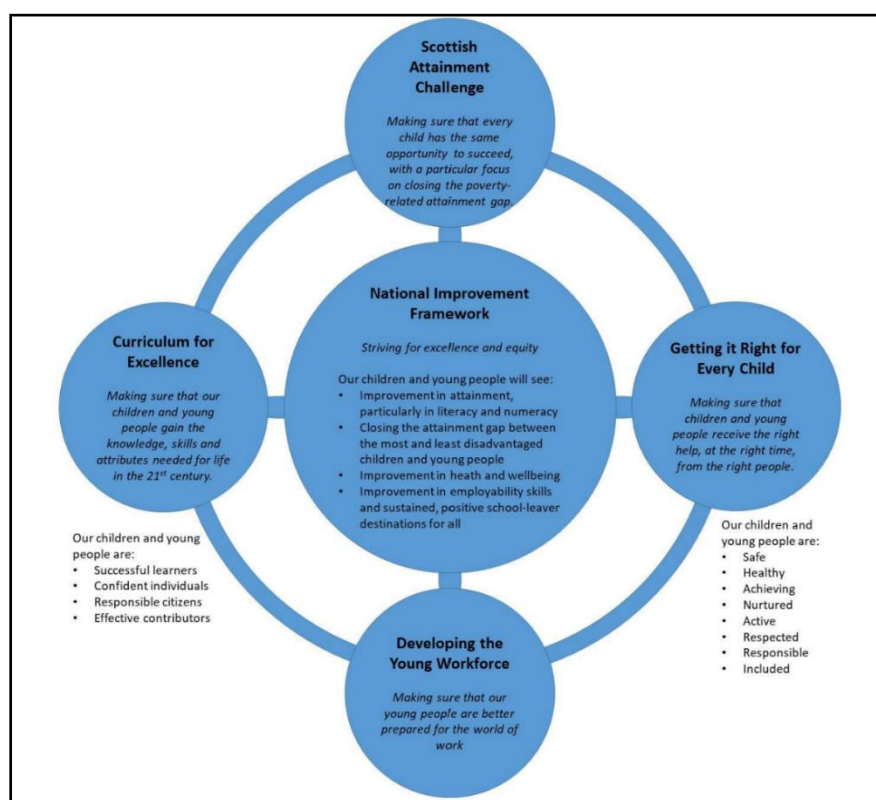 Scottish
Attainment
Challenge
Making sure that every
child has the same
opportunity to succeed,
with a particular focus
on closing the poverty-
related attainment gap.
National Improvement
Framework
Striving for excellence and equity
Our children and young people will see:
• Improvement in attainment,
particularly in literacy and numeracy
• Closing the attainment gap between
the most and least disadvantaged
children and young people
• Improvement in heath and wellbeing
• Improvement in employability skills
and sustained, positive school-leaver
destinations for all
Curriculum for
Excellence
Making sure that our
children and young
people gain the
knowledge, skills and
attributes needed for life
in the 21st century.
Our children and young
people are:
• Successful learners
• Confident individuals
• Responsible citizens
• Effective contributors
Getting it Right for
Every Child
Making sure that
children and young
people receive the right
help, at the right time,
from the right people.
Our children and
young people are:
• Safe
• Healthy
• Achieving
• Nurtured
• Active
• Respected
• Responsible
• Included
Developing the
Young Workforce
Making sure that our
young people are better
prepared for the world of
work